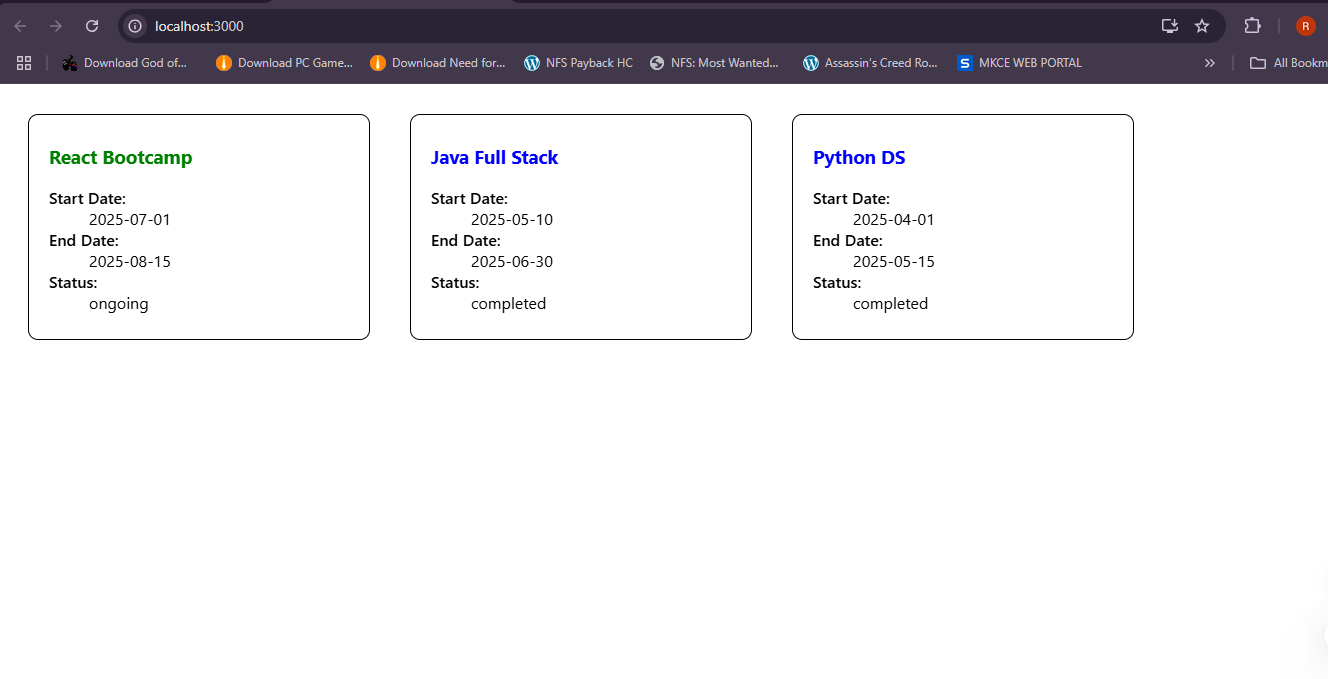 localhost:3000
R
Download God of...
Download PC Game...
Download Need for...
NFS Payback HC
NFS: Most Wanted...
Assassin's Creed Ro...
S
MKCE WEB PORTAL
»
All Bookm
React Bootcamp
Start Date:
2025-07-01
End Date:
2025-08-15
Status:
ongoing
Java Full Stack
Start Date:
2025-05-10
End Date:
2025-06-30
Status:
completed
Python DS
Start Date:
2025-04-01
End Date:
2025-05-15
Status:
completed